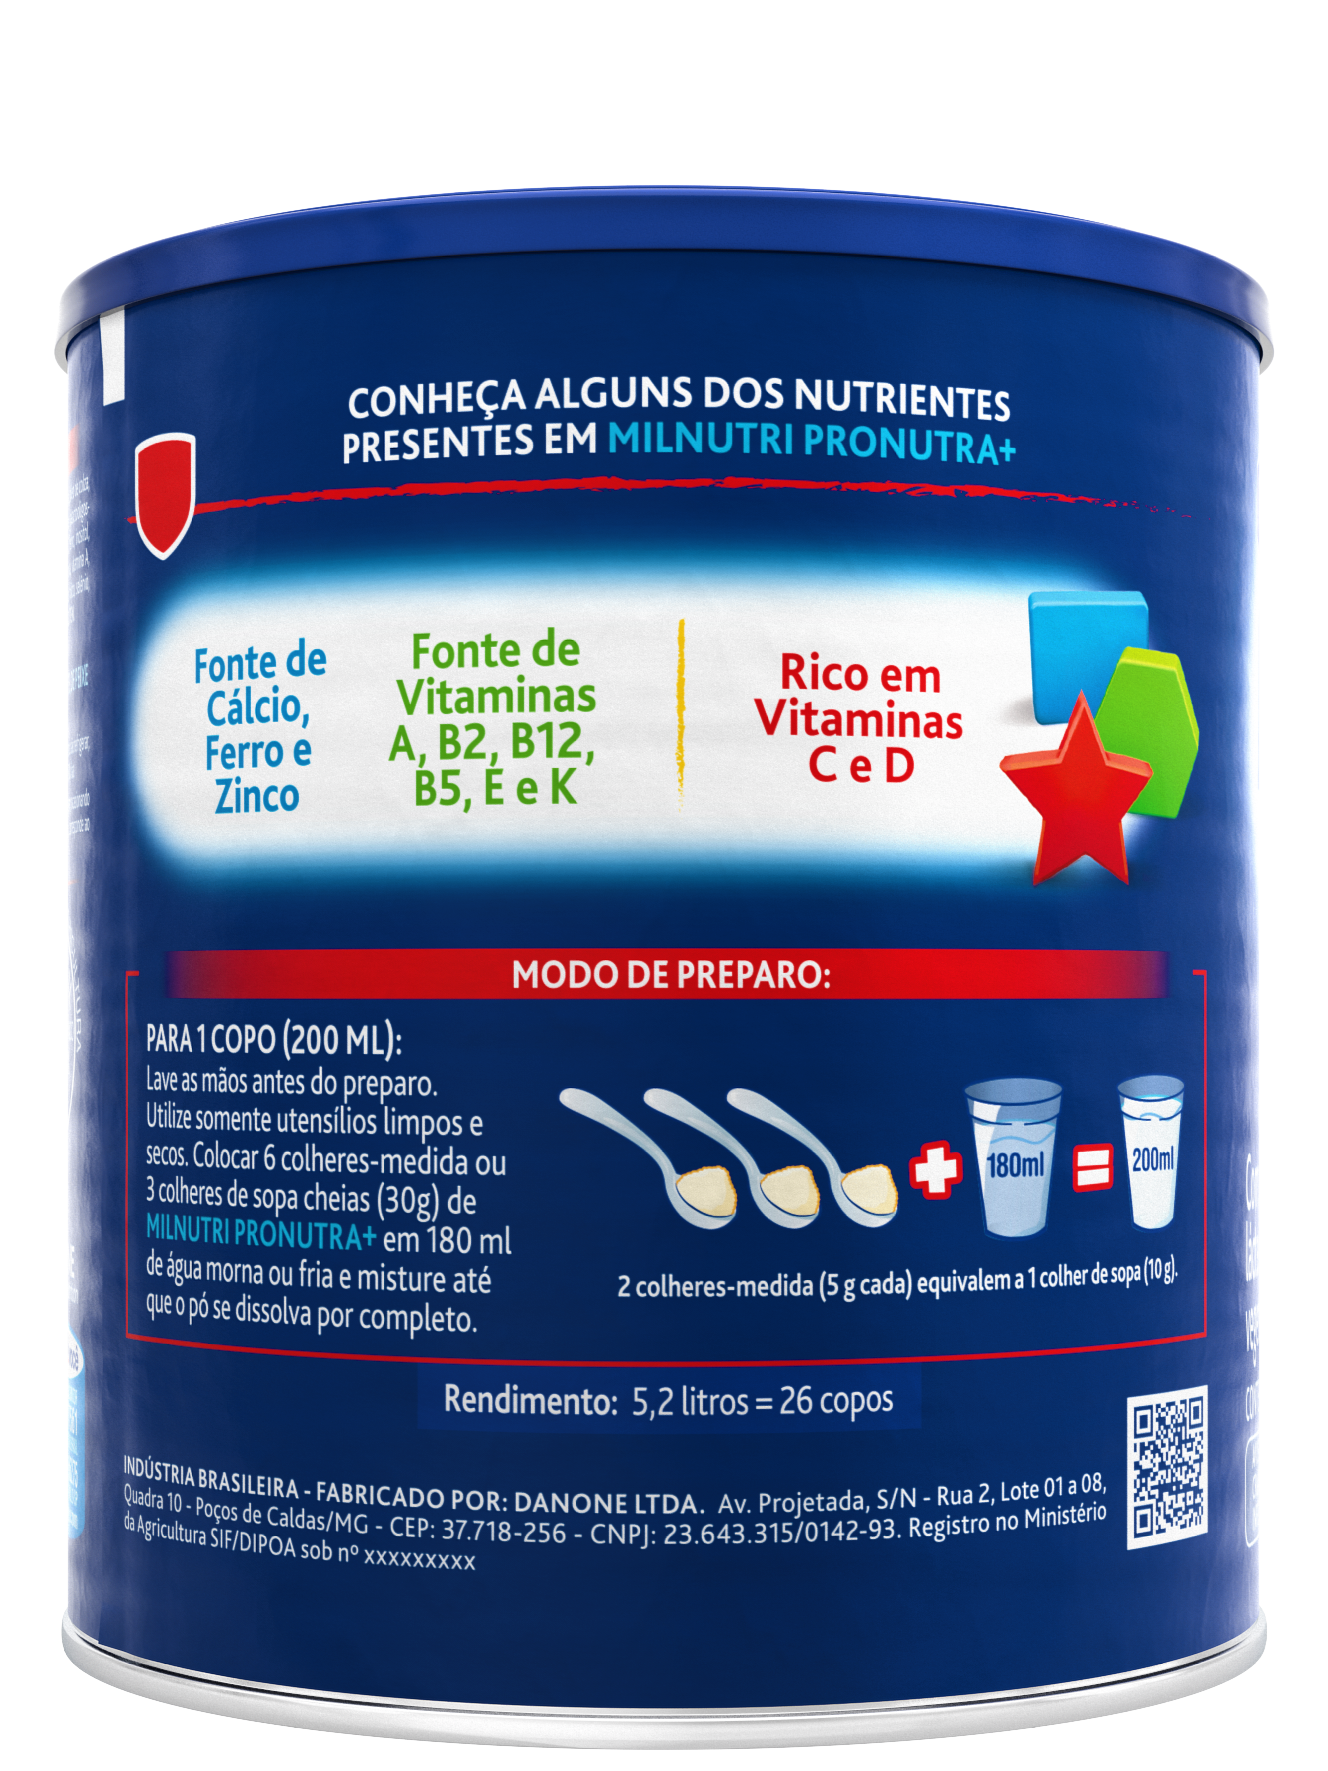 CONHEÇA ALGUNS DOS NUTRIENTES
PRESENTES EM MILNUTRI PRONUTRA+
Fonte de
Cálcio,
Ferro e
Zinco
Fonte de
Vitaminas
A, B2, B12,
B5, E e K
Rico em
Vitaminas
C e D
MODO DE PREPARO:
PARA 1 COPO (200 ML):
Lave as mãos antes do preparo.
Utilize somente utensílios limpos e
secos. Colocar 6 colheres-medida ou
3 colheres de sopa cheias (30g) de
MILNUTRI PRONUTRA+ em 180 ml
de água morna ou fria e misture até
que o pó se dissolva por completo.
180ml
200ml
2 colheres-medida (5 g cada) equivalem a 1 colher de sopa (10 g).
Rendimento: 5,2 litros = 26 copos
INDÚSTRIA BRASILEIRA - FABRICADO POR: DANONE LTDA. Av. Projetada, S/N - Rua 2, Lote 01 a 08,
Quadra 10 - Poços de Caldas/MG - CEP: 37.718-256 - CNPJ: 23.643.315/0142-93. Registro no Ministério
da Agricultura SIF/DIPOA sob nº xxxxxxxxx